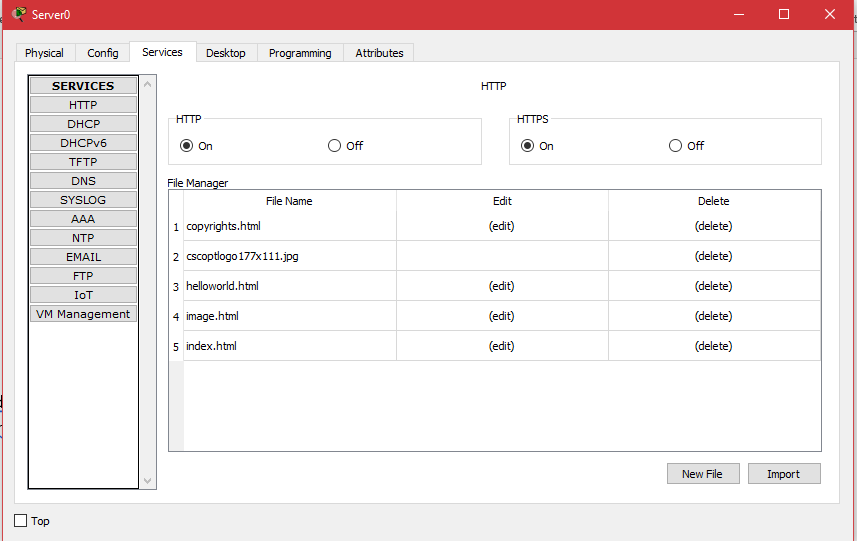 Server0
Physical Config Services Desktop Programming Attributes
SERVICES
HTTP
DHCP
DHCPv6
TFTP
DNS
SYSLOG
AAA
NTP
EMAIL
FTP
IoT
VM Management
HTTP
HTTP
On Off
HTTPS
On Off
File Manager
File Name Edit Delete
1 copyrights.html (edit) (delete)
2 cscoptlogo177x111.jpg (delete)
3 helloworld.html (edit) (delete)
4 image.html (edit) (delete)
5 index.html (edit) (delete)
New File Import
Top